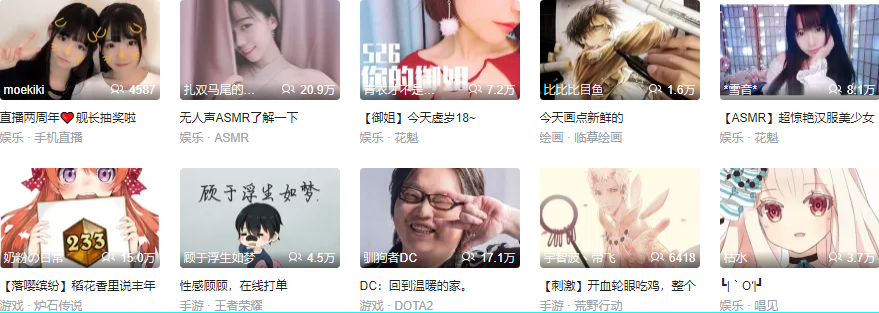 moekiki 4587
扎双马尾的... 20.9万
526
你的御姐
青衣才不是... 7.2万
比比比目鱼 1.6万
*雪音* 8.1万
直播两周年❤舰长抽奖啦
无人声ASMR了解一下
【御姐】今天虚岁18~
今天画点新鲜的
【ASMR】超惊艳汉服美少女
娱乐 · 手机直播
娱乐 · ASMR
娱乐 · 花魁
绘画 · 临摹绘画
娱乐 · 花魁
233
顾于浮生如梦.
奶粉の日常 15.0万
顾于浮生如梦 4.5万
驯狗者DC 17.1万
宇智波·带飞 6418
枯水 3.7万
【落嘤缤纷】稻花香里说丰年
性感顾顾，在线打单
DC：回到温暖的家。
【刺激】开血轮眼吃鸡，整个
┗|｀O′|┛
游戏 · 炉石传说
手游 · 王者荣耀
游戏 · DOTA2
手游 · 荒野行动
娱乐 · 唱见